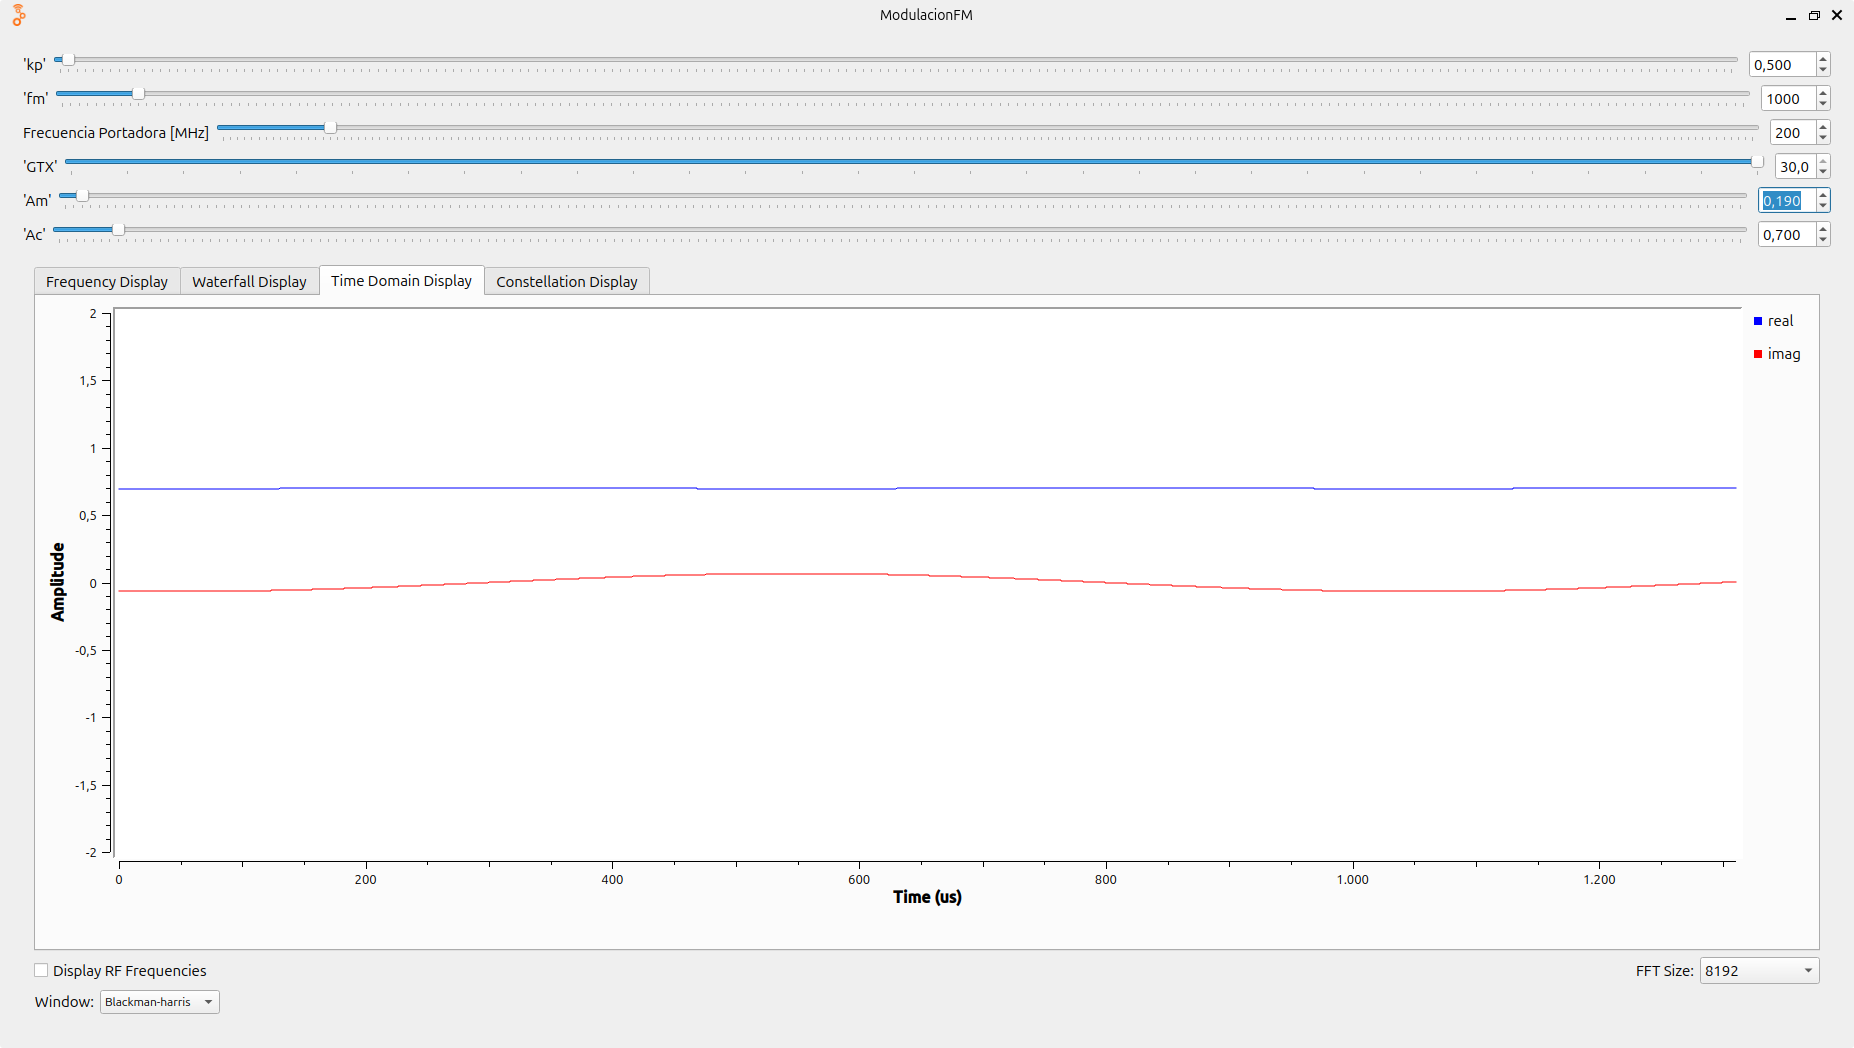 ModulacionFM
'kp' 0,500
'fm' 1000
Frecuencia Portadora [MHz] 200
'GTX' 30,0
'Am' 0,190
'Ac' 0,700
Frequency Display Waterfall Display Time Domain Display Constellation Display
real
imag
2
1,5
1
0,5
0
-0,5
-1
-1,5
-2
Amplitude
0 200 400 600 800 1.000 1.200
Time (us)
Display RF Frequencies FFT Size: 8192
Window: Blackman-harris